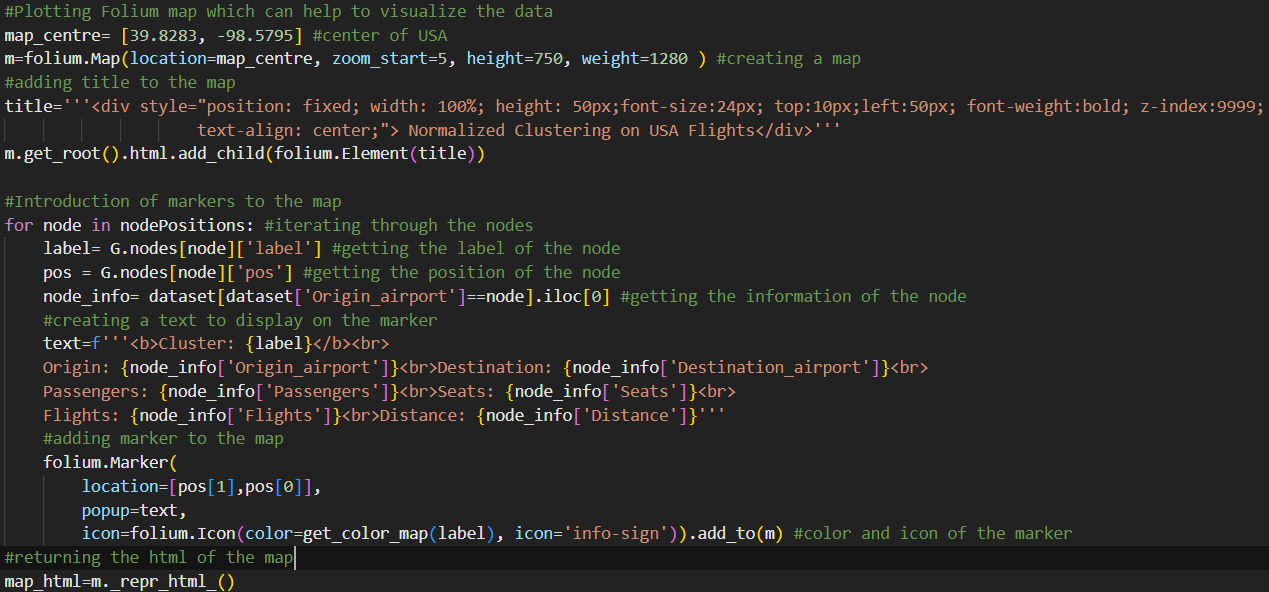 #Plotting Folium map which can help to visualize the data
map_centre= [39.8283, -98.5795] #center of USA
m=folium.Map(location=map_centre, zoom_start=5, height=750, weight=1280 ) #creating a map
#adding title to the map
title='''<div style="position: fixed; width: 100%; height: 50px;font-size:24px; top:10px;left:50px; font-weight:bold; z-index:9999;
                    text-align: center;"> Normalized Clustering on USA Flights</div>'''
m.get_root().html.add_child(folium.Element(title))

#Introduction of markers to the map
for node in nodePositions: #iterating through the nodes
    label= G.nodes[node]['label'] #getting the label of the node
    pos = G.nodes[node]['pos'] #getting the position of the node
    node_info= dataset[dataset['Origin_airport']==node].iloc[0] #getting the information of the node
    #creating a text to display on the marker
    text=f'''<b>Cluster: {label}</b><br>
    Origin: {node_info['Origin_airport']}<br>Destination: {node_info['Destination_airport']}<br>
    Passengers: {node_info['Passengers']}<br>Seats: {node_info['Seats']}<br>
    Flights: {node_info['Flights']}<br>Distance: {node_info['Distance']}'''
    #adding marker to the map
    folium.Marker(
        location=[pos[1],pos[0]],
        popup=text,
        icon=folium.Icon(color=get_color_map(label), icon='info-sign')).add_to(m) #color and icon of the marker
#returning the html of the map
map_html=m._repr_html_()